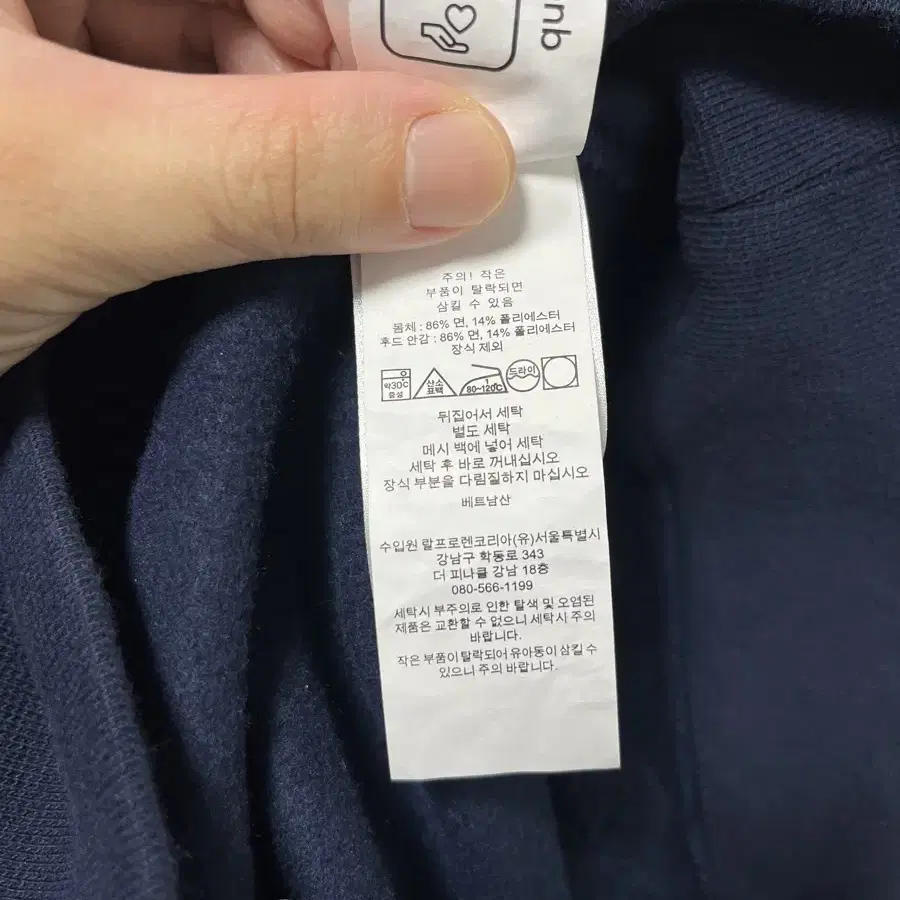 qu
주의! 작은
부품이 탈락되면
삼킬 수 있음
몸체 : 86% 면, 14% 폴리에스터
후드 안감 : 86% 면, 14% 폴리에스터
장식 제외
약30˚C 중성
산소 표백
1 80~120˚C
드라이
뒤집어서 세탁
별도 세탁
메시 백에 넣어 세탁
세탁 후 바로 꺼내십시오
장식 부분을 다림질하지 마십시오
베트남산
수입원 랄프로렌코리아(유)서울특별시
강남구 학동로 343
더 피나클 강남 18층
080-566-1199
세탁시 부주의로 인한 탈색 및 오염된
제품은 교환할 수 없으니 세탁시 주의
바랍니다.
작은 부품이 탈락되어 유아동이 삼킬 수
있으니 주의 바랍니다.